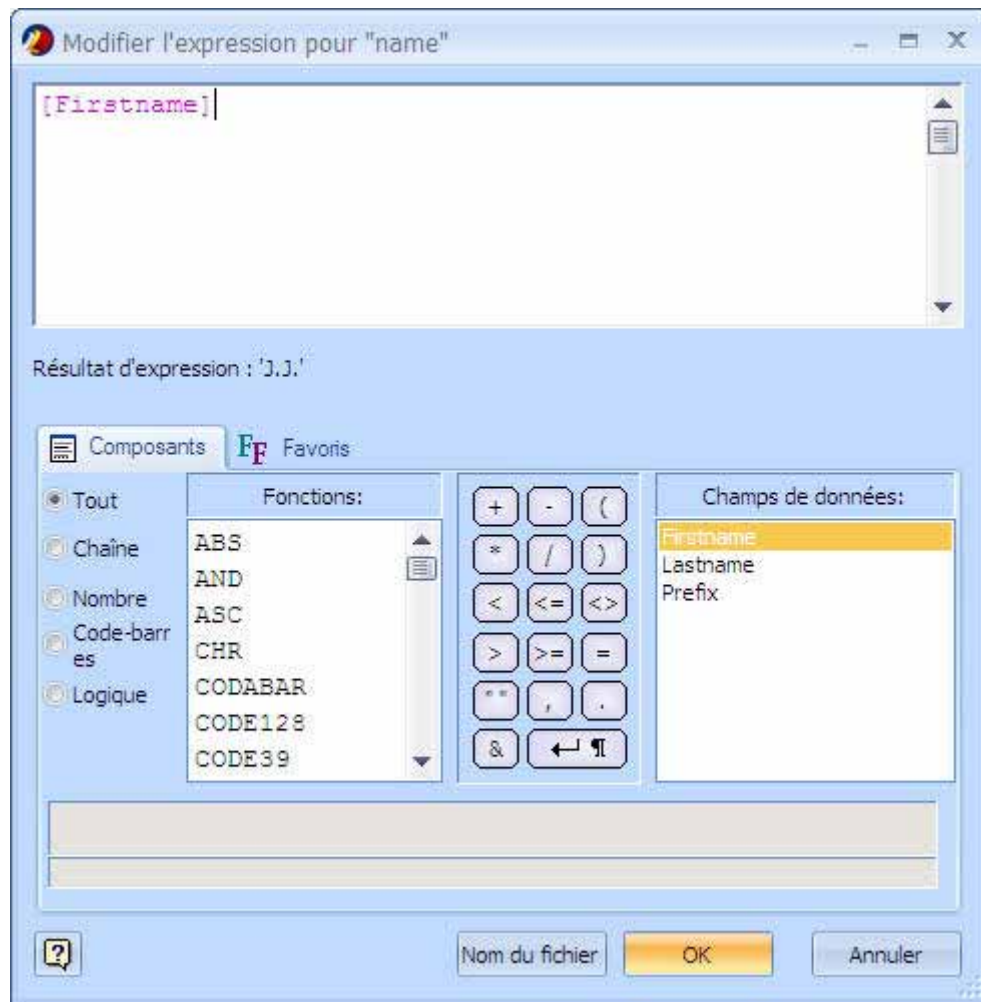 Modifier l'expression pour "name"
[Firstname]
Résultat d'expression : 'J.J.'
Composants
FF Favoris
Tout
Chaîne
Nombre
Code-barr
es
Logique
Fonctions:
ABS
AND
ASC
CHR
CODABAR
CODE128
CODE39
+ - (
* / )
< <= <>
> >= =
"" , .
& ↵ ¶
Champs de données:
Firstname
Lastname
Prefix
?
Nom du fichier
OK
Annuler